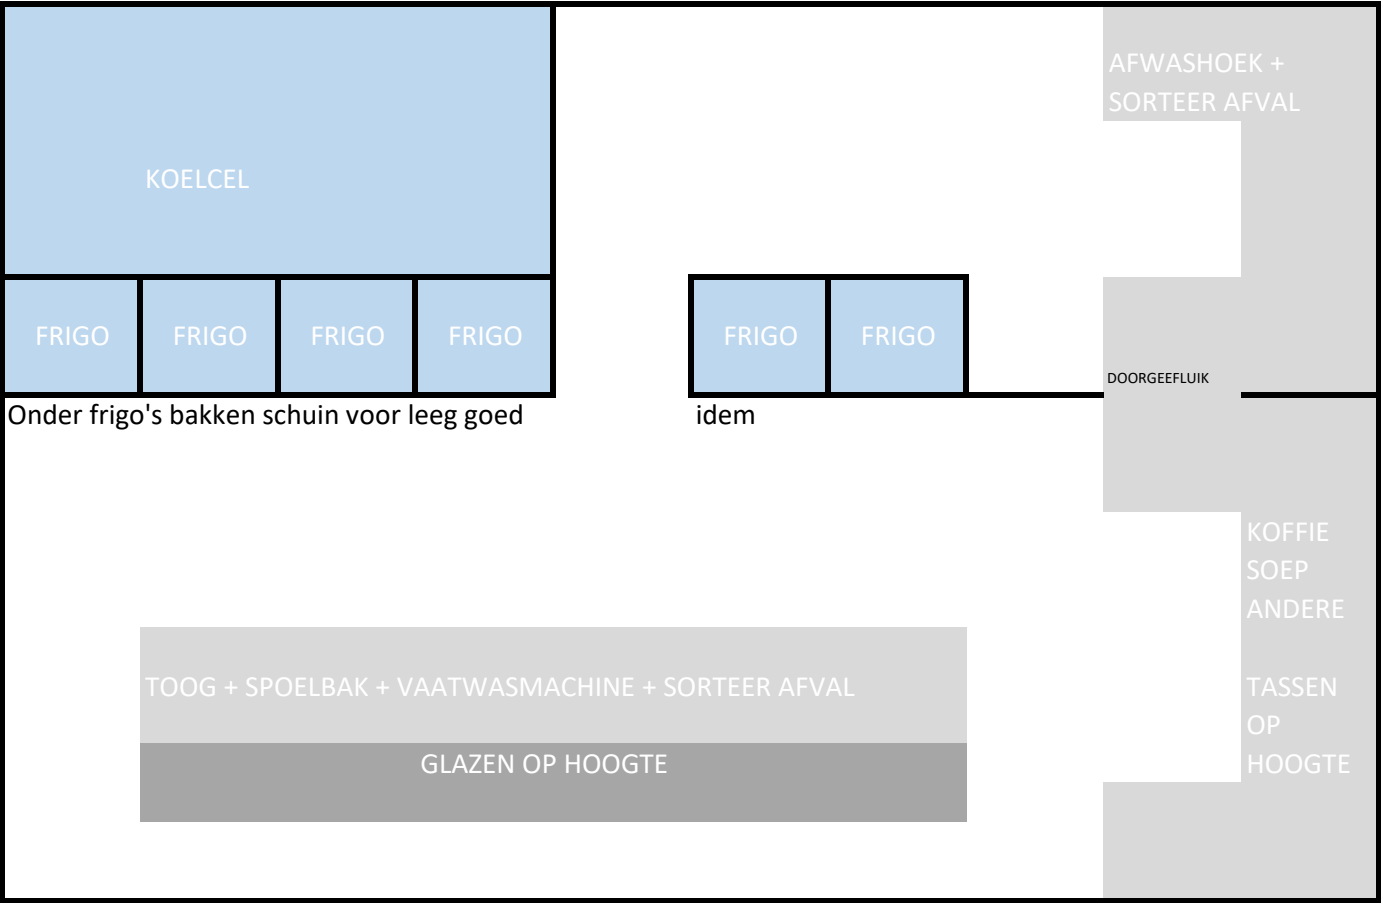 AFWASHOEK +
SORTEER AFVAL
KOELCEL
FRIGO FRIGO FRIGO FRIGO FRIGO FRIGO
DOORGEEFLUIK
Onder frigo's bakken schuin voor leeg goed
idem
KOFFIE
SOEP
ANDERE
TOOG + SPOELBAK + VAATWASMACHINE + SORTEER AFVAL
GLAZEN OP HOOGTE
TASSEN
OP
HOOGTE